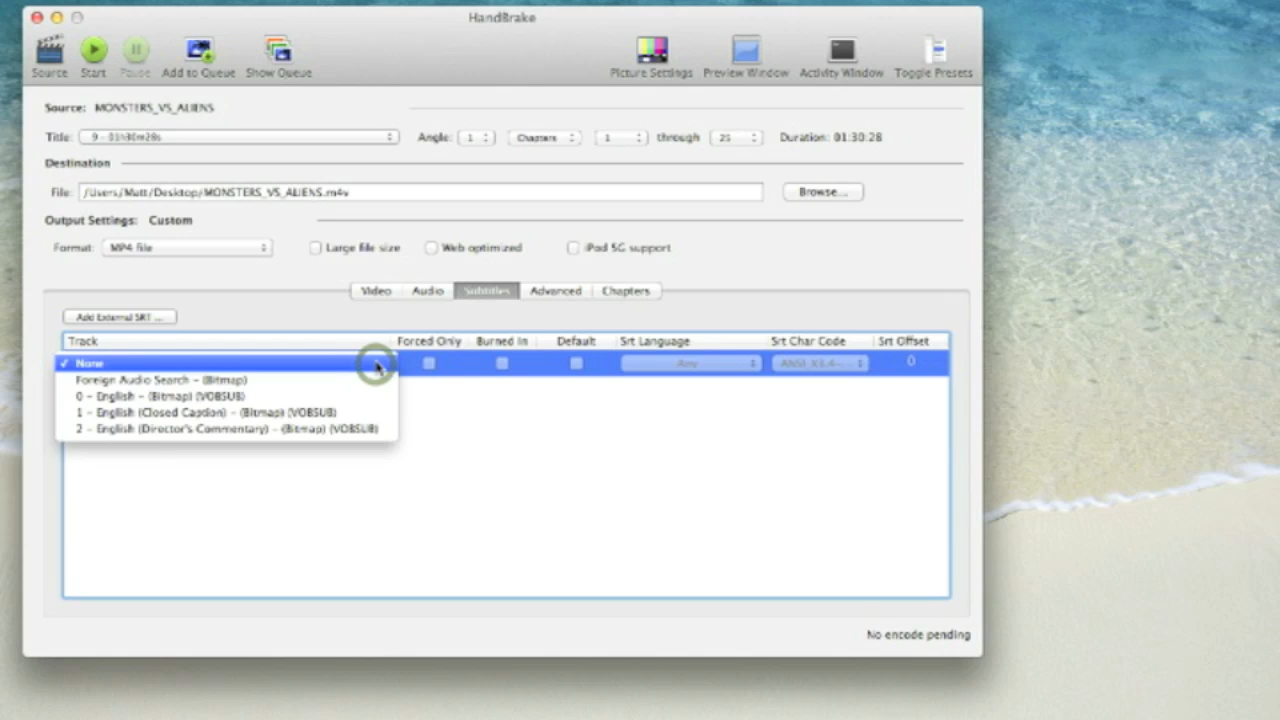 HandBrake
Source Start Pause Add to Queue Show Queue Picture Settings Preview Window Activity Window Toggle Presets
Source: MONSTERS_VS_ALIENS
Title: 9 - 01h30m28s Angle: 1 Chapters 1 through 25 Duration: 01:30:28
Destination
File: /Users/Matt/Desktop/MONSTERS_VS_ALIENS.m4v Browse...
Output Settings: Custom
Format: MP4 file Large file size Web optimized iPod 5G support
Video Audio Subtitles Advanced Chapters
Add External SRT ...
Track Forced Only Burned In Default Srt Language Srt Char Code Srt Offset
✓ None Any ANSI_X3.4-... 0
Foreign Audio Search - (Bitmap)
0 - English - (Bitmap) (VOBSUB)
1 - English (Closed Caption) - (Bitmap) (VOBSUB)
2 - English (Director's Commentary) - (Bitmap) (VOBSUB)
No encode pending